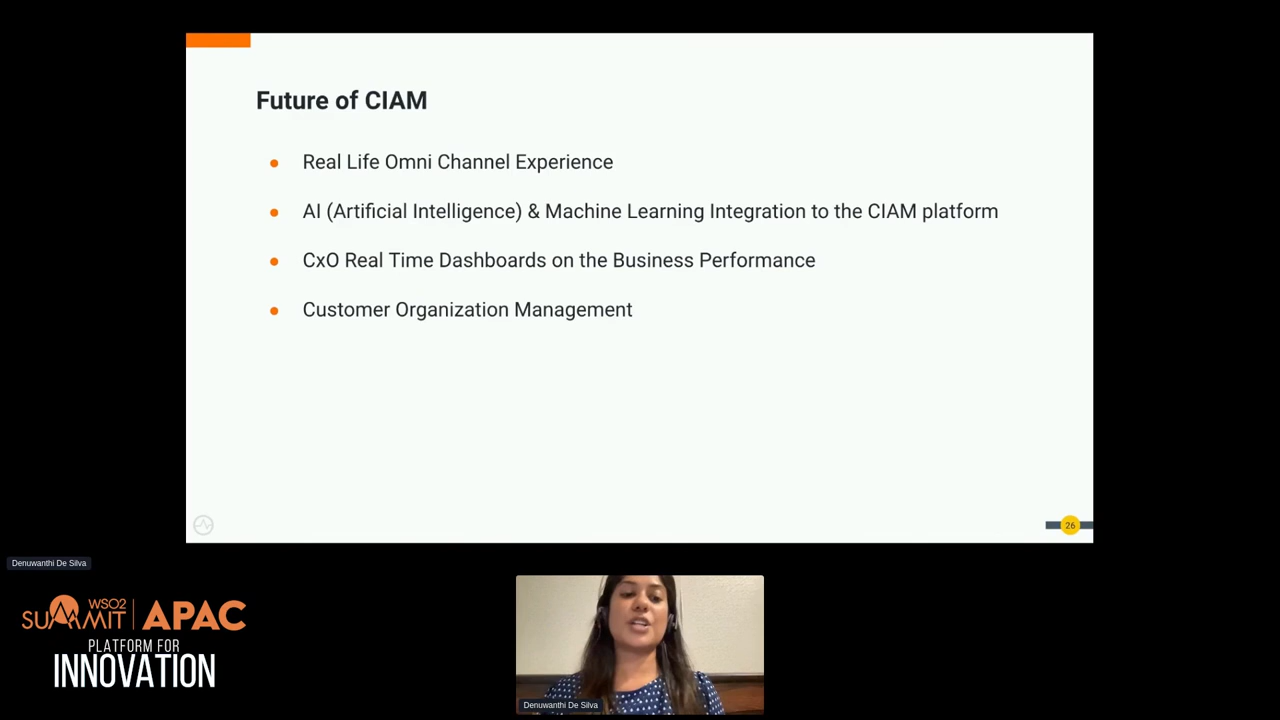 Future of CIAM
Real Life Omni Channel Experience
AI (Artificial Intelligence) & Machine Learning Integration to the CIAM platform
CxO Real Time Dashboards on the Business Performance
Customer Organization Management
26
Denuwanthi De Silva
WSO2
SUMMIT APAC
PLATFORM FOR
INNOVATION
Denuwanthi De Silva